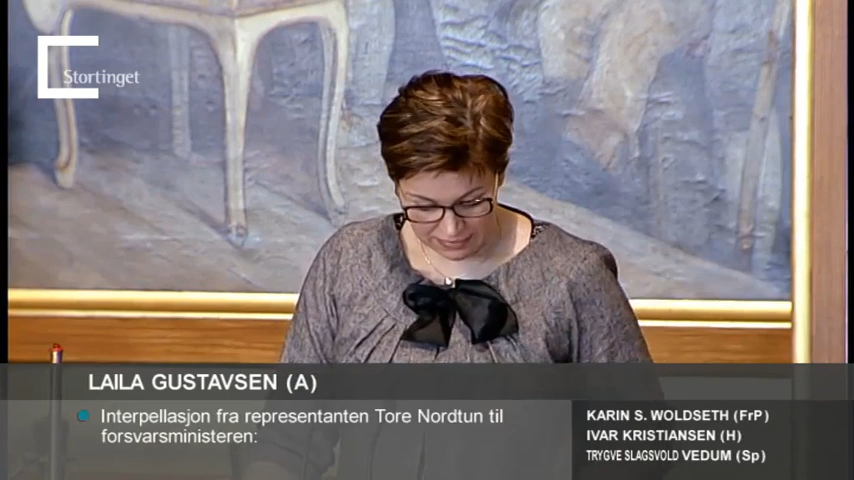 Stortinget
LAILA GUSTAVSEN (A)
Interpellasjon fra representanten Tore Nordtun til
forsvarsministeren:
KARIN S. WOLDSETH (FrP)
IVAR KRISTIANSEN (H)
TRYGVE SLAGSVOLD VEDUM (Sp)